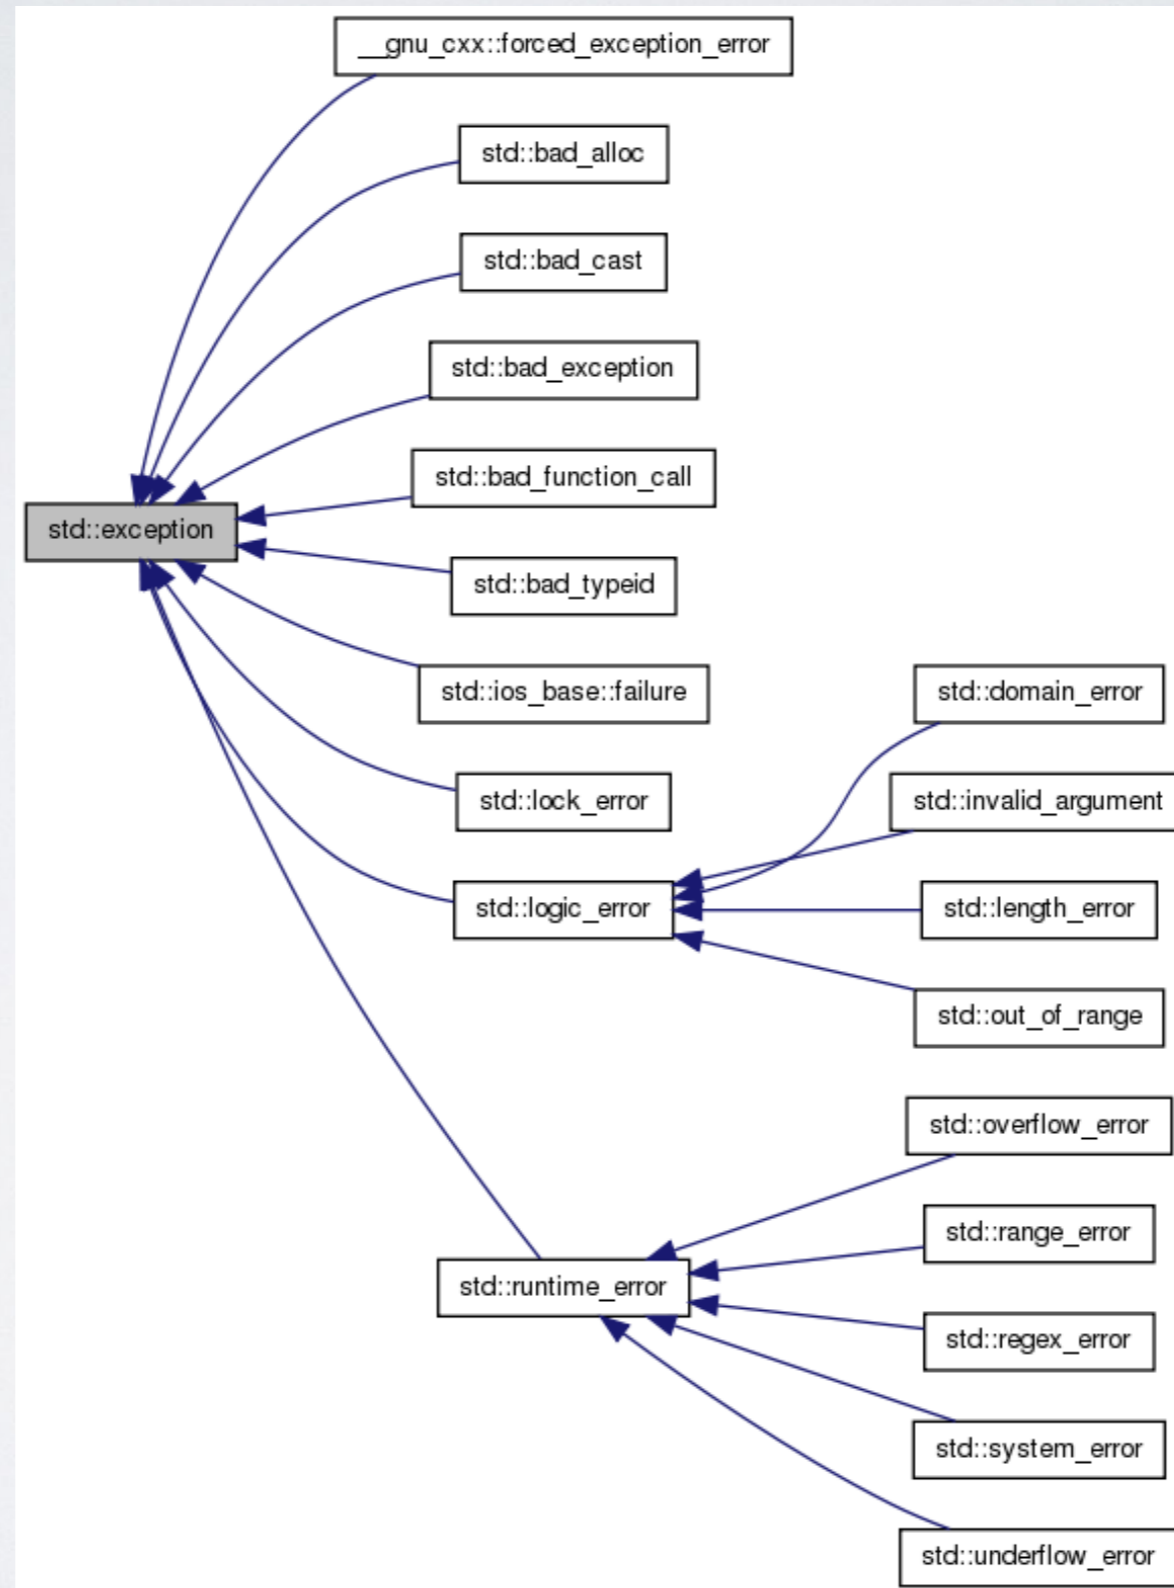 __gnu_cxx::forced_exception_error
std::bad_alloc
std::bad_cast
std::bad_exception
std::bad_function_call
std::exception
std::bad_typeid
std::ios_base::failure
std::domain_error
std::lock_error
std::invalid_argument
std::logic_error
std::length_error
std::out_of_range
std::overflow_error
std::range_error
std::runtime_error
std::regex_error
std::system_error
std::underflow_error